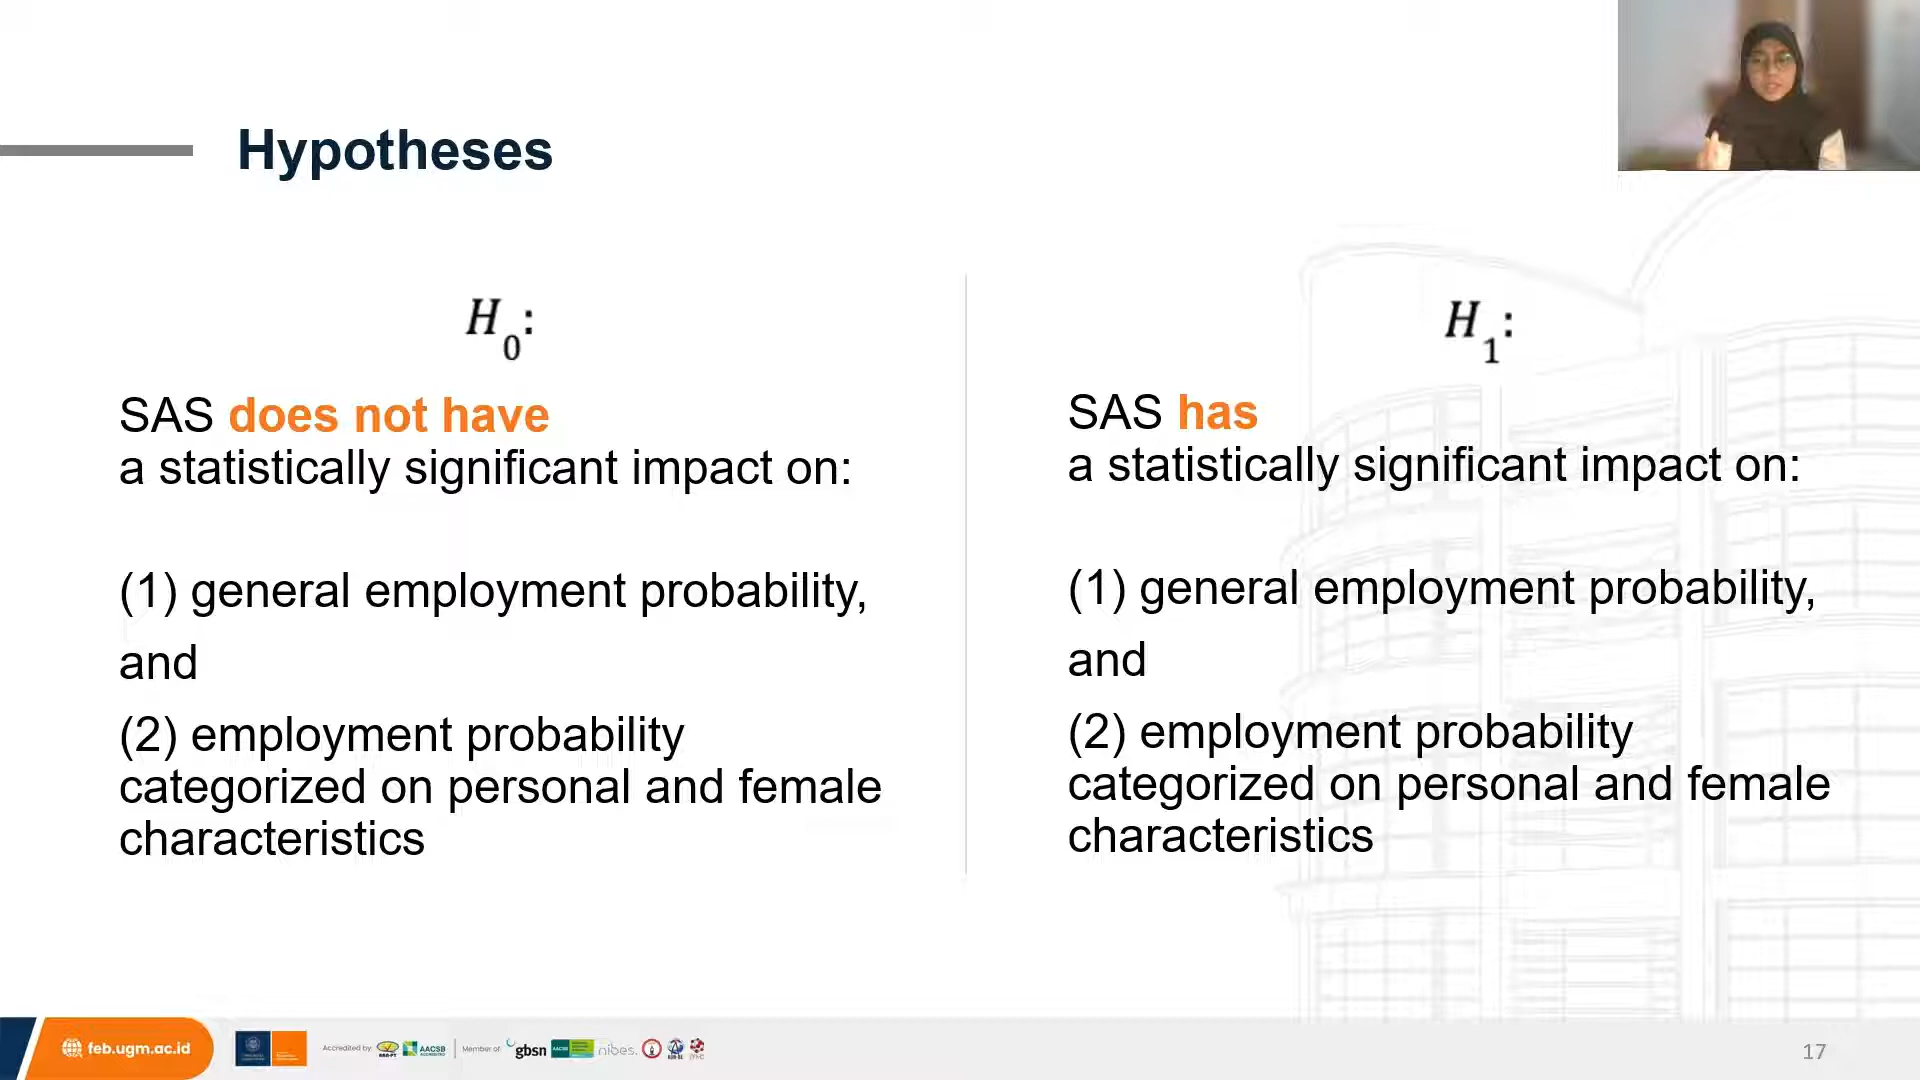 Hypotheses
H0:
SAS does not have
a statistically significant impact on:
(1) general employment probability,
and
(2) employment probability
categorized on personal and female
characteristics
H1:
SAS has
a statistically significant impact on:
(1) general employment probability,
and
(2) employment probability
categorized on personal and female
characteristics
feb.ugm.ac.id
Accredited by
AACSB
Member of
gbsn
nibes.
17